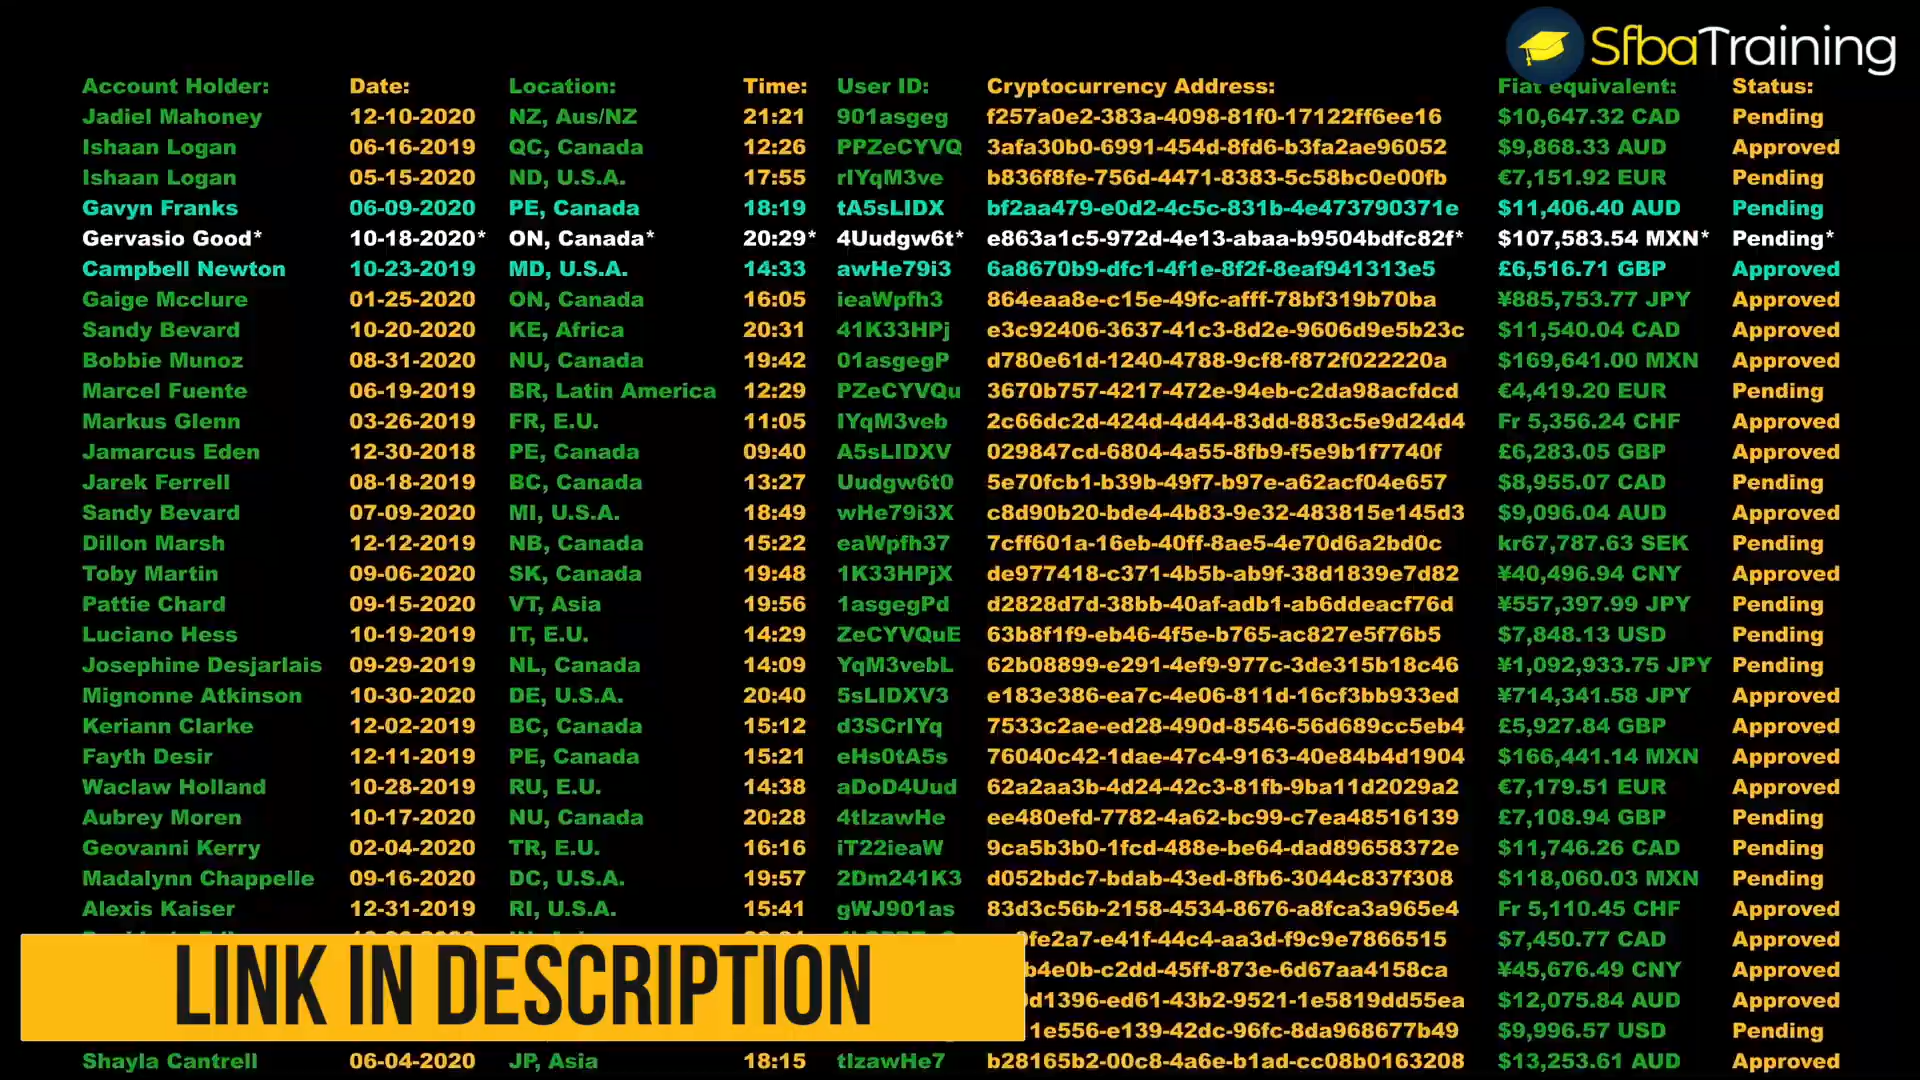 SfbaTraining
Account Holder: Date: Location: Time: User ID: Cryptocurrency Address: Fiat equivalent: Status:
Jadiel Mahoney 12-10-2020 NZ, Aus/NZ 21:21 901asgeg f257a0e2-383a-4098-81f0-17122ff6ee16 $10,647.32 CAD Pending
Ishaan Logan 06-16-2019 QC, Canada 12:26 PPZeCYVQ 3afa30b0-6991-454d-8fd6-b3fa2ae96052 $9,868.33 AUD Approved
Ishaan Logan 05-15-2020 ND, U.S.A. 17:55 rIYqM3ve b836f8fe-756d-4471-8383-5c58bc0e00fb €7,151.92 EUR Pending
Gavyn Franks 06-09-2020 PE, Canada 18:19 tA5sLIDX bf2aa479-e0d2-4c5c-831b-4e473790371e $11,406.40 AUD Pending
Gervasio Good* 10-18-2020* ON, Canada* 20:29* 4Uudgw6t* e863a1c5-972d-4e13-abaa-b9504bdfc82f* $107,583.54 MXN* Pending*
Campbell Newton 10-23-2019 MD, U.S.A. 14:33 awHe79i3 6a8670b9-dfc1-4f1e-8f2f-8eaf941313e5 £6,516.71 GBP Approved
Gaige Mcclure 01-25-2020 ON, Canada 16:05 ieaWpfh3 864eaa8e-c15e-49fc-afff-78bf319b70ba ¥885,753.77 JPY Approved
Sandy Bevard 10-20-2020 KE, Africa 20:31 41K33HPj e3c92406-3637-41c3-8d2e-9606d9e5b23c $11,540.04 CAD Approved
Bobbie Munoz 08-31-2020 NU, Canada 19:42 01asgegP d780e61d-1240-4788-9cf8-f872f022220a $169,641.00 MXN Approved
Marcel Fuente 06-19-2019 BR, Latin America 12:29 PZeCYVQu 3670b757-4217-472e-94eb-c2da98acfdcd €4,419.20 EUR Pending
Markus Glenn 03-26-2019 FR, E.U. 11:05 IYqM3veb 2c66dc2d-424d-4d44-83dd-883c5e9d24d4 Fr 5,356.24 CHF Approved
Jamarcus Eden 12-30-2018 PE, Canada 09:40 A5sLIDXV 029847cd-6804-4a55-8fb9-f5e9b1f7740f £6,283.05 GBP Approved
Jarek Ferrell 08-18-2019 BC, Canada 13:27 Uudgw6t0 5e70fcb1-b39b-49f7-b97e-a62acf04e657 $8,955.07 CAD Pending
Sandy Bevard 07-09-2020 MI, U.S.A. 18:49 wHe79i3X c8d90b20-bde4-4b83-9e32-483815e145d3 $9,096.04 AUD Approved
Dillon Marsh 12-12-2019 NB, Canada 15:22 eaWpfh37 7cff601a-16eb-40ff-8ae5-4e70d6a2bd0c kr67,787.63 SEK Pending
Toby Martin 09-06-2020 SK, Canada 19:48 1K33HPjX de977418-c371-4b5b-ab9f-38d1839e7d82 ¥40,496.94 CNY Approved
Pattie Chard 09-15-2020 VT, Asia 19:56 1asgegPd d2828d7d-38bb-40af-adb1-ab6ddeacf76d ¥557,397.99 JPY Pending
Luciano Hess 10-19-2019 IT, E.U. 14:29 ZeCYVQuE 63b8f1f9-eb46-4f5e-b765-ac827e5f76b5 $7,848.13 USD Pending
Josephine Desjarlais 09-29-2019 NL, Canada 14:09 YqM3vebL 62b08899-e291-4ef9-977c-3de315b18c46 ¥1,092,933.75 JPY Pending
Mignonne Atkinson 10-30-2020 DE, U.S.A. 20:40 5sLIDXV3 e183e386-ea7c-4e06-811d-16cf3bb933ed ¥714,341.58 JPY Approved
Keriann Clarke 12-02-2019 BC, Canada 15:12 d3SCrIYq 7533c2ae-ed28-490d-8546-56d689cc5eb4 £5,927.84 GBP Approved
Fayth Desir 12-11-2019 PE, Canada 15:21 eHs0tA5s 76040c42-1dae-47c4-9163-40e84b4d1904 $166,441.14 MXN Approved
Waclaw Holland 10-28-2019 RU, E.U. 14:38 aDoD4Uud 62a2aa3b-4d24-42c3-81fb-9ba11d2029a2 €7,179.51 EUR Approved
Aubrey Moren 10-17-2020 NU, Canada 20:28 4tIzawHe ee480efd-7782-4a62-bc99-c7ea48516139 £7,108.94 GBP Pending
Geovanni Kerry 02-04-2020 TR, E.U. 16:16 iT22ieaW 9ca5b3b0-1fcd-488e-be64-dad89658372e $11,746.26 CAD Pending
Madalynn Chappelle 09-16-2020 DC, U.S.A. 19:57 2Dm241K3 d052bdc7-bdab-43ed-8fb6-3044c837f308 $118,060.03 MXN Pending
Alexis Kaiser 12-31-2019 RI, U.S.A. 15:41 gWJ901as 83d3c56b-2158-4534-8676-a8fca3a965e4 Fr 5,110.45 CHF Approved
fe2a7-e41f-44c4-aa3d-f9c9e7866515 $7,450.77 CAD Approved
b4e0b-c2dd-45ff-873e-6d67aa4158ca ¥45,676.49 CNY Approved
LINK IN DESCRIPTION
d1396-ed61-43b2-9521-1e5819dd55ea $12,075.84 AUD Approved
1e556-e139-42dc-96fc-8da968677b49 $9,996.57 USD Pending
Shayla Cantrell 06-04-2020 JP, Asia 18:15 tIzawHe7 b28165b2-00c8-4a6e-b1ad-cc08b0163208 $13,253.61 AUD Approved